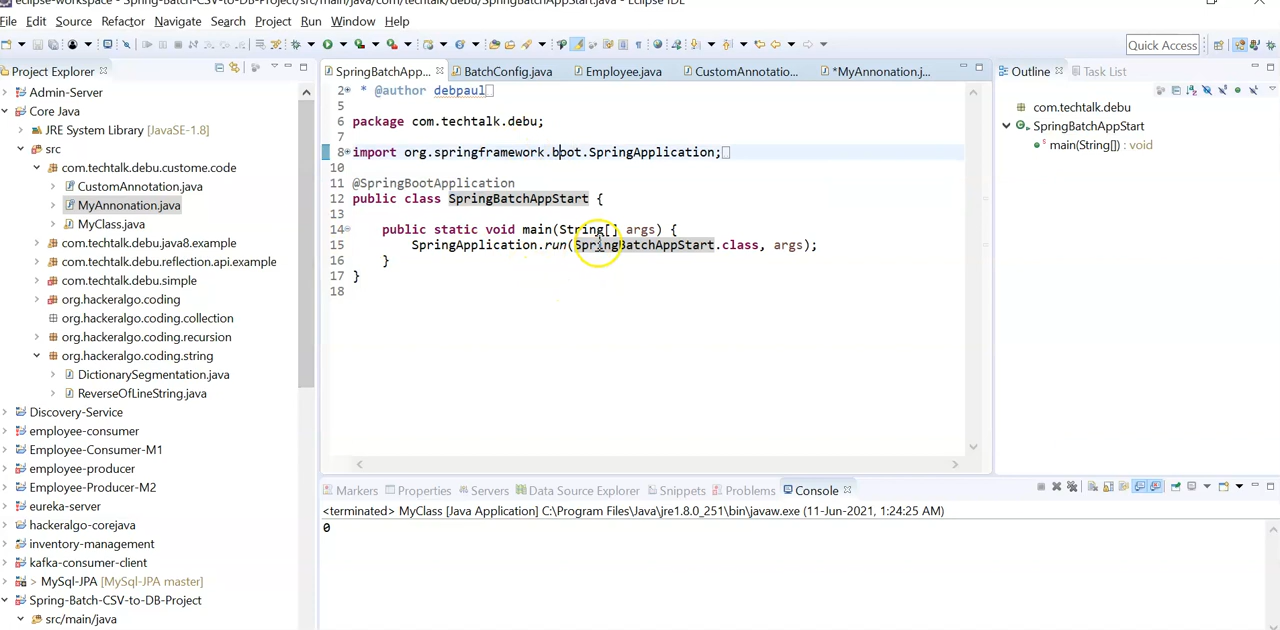 eclipse-workspace - Spring-Batch-CSV-to-DB-Project/src/main/java/com/techtalk/debu/SpringBatchAppStart.java - Eclipse IDE
File Edit Source Refactor Navigate Search Project Run Window Help
Quick Access
Project Explorer
SpringBatchApp... BatchConfig.java Employee.java CustomAnnotatio... *MyAnnonation.j...
Outline Task List
Admin-Server
Core Java
JRE System Library [JavaSE-1.8]
src
com.techtalk.debu.custome.code
CustomAnnotation.java
MyAnnonation.java
MyClass.java
com.techtalk.debu.java8.example
com.techtalk.debu.reflection.api.example
com.techtalk.debu.simple
org.hackeralgo.coding
org.hackeralgo.coding.collection
org.hackeralgo.coding.recursion
org.hackeralgo.coding.string
DictionarySegmentation.java
ReverseOfLineString.java
Discovery-Service
employee-consumer
Employee-Consumer-M1
employee-producer
Employee-Producer-M2
eureka-server
hackeralgo-corejava
inventory-management
kafka-consumer-client
> MySql-JPA [MySql-JPA master]
Spring-Batch-CSV-to-DB-Project
src/main/java
2 * @author debpaul
5
6 package com.techtalk.debu;
7
8 import org.springframework.boot.SpringApplication;
10
11 @SpringBootApplication
12 public class SpringBatchAppStart {
13
14 public static void main(String[] args) {
15 SpringApplication.run(SpringBatchAppStart.class, args);
16 }
17 }
18
com.techtalk.debu
SpringBatchAppStart
main(String[]) : void
Markers Properties Servers Data Source Explorer Snippets Problems Console
<terminated> MyClass [Java Application] C:\Program Files\Java\jre1.8.0_251\bin\javaw.exe (11-Jun-2021, 1:24:25 AM)
0